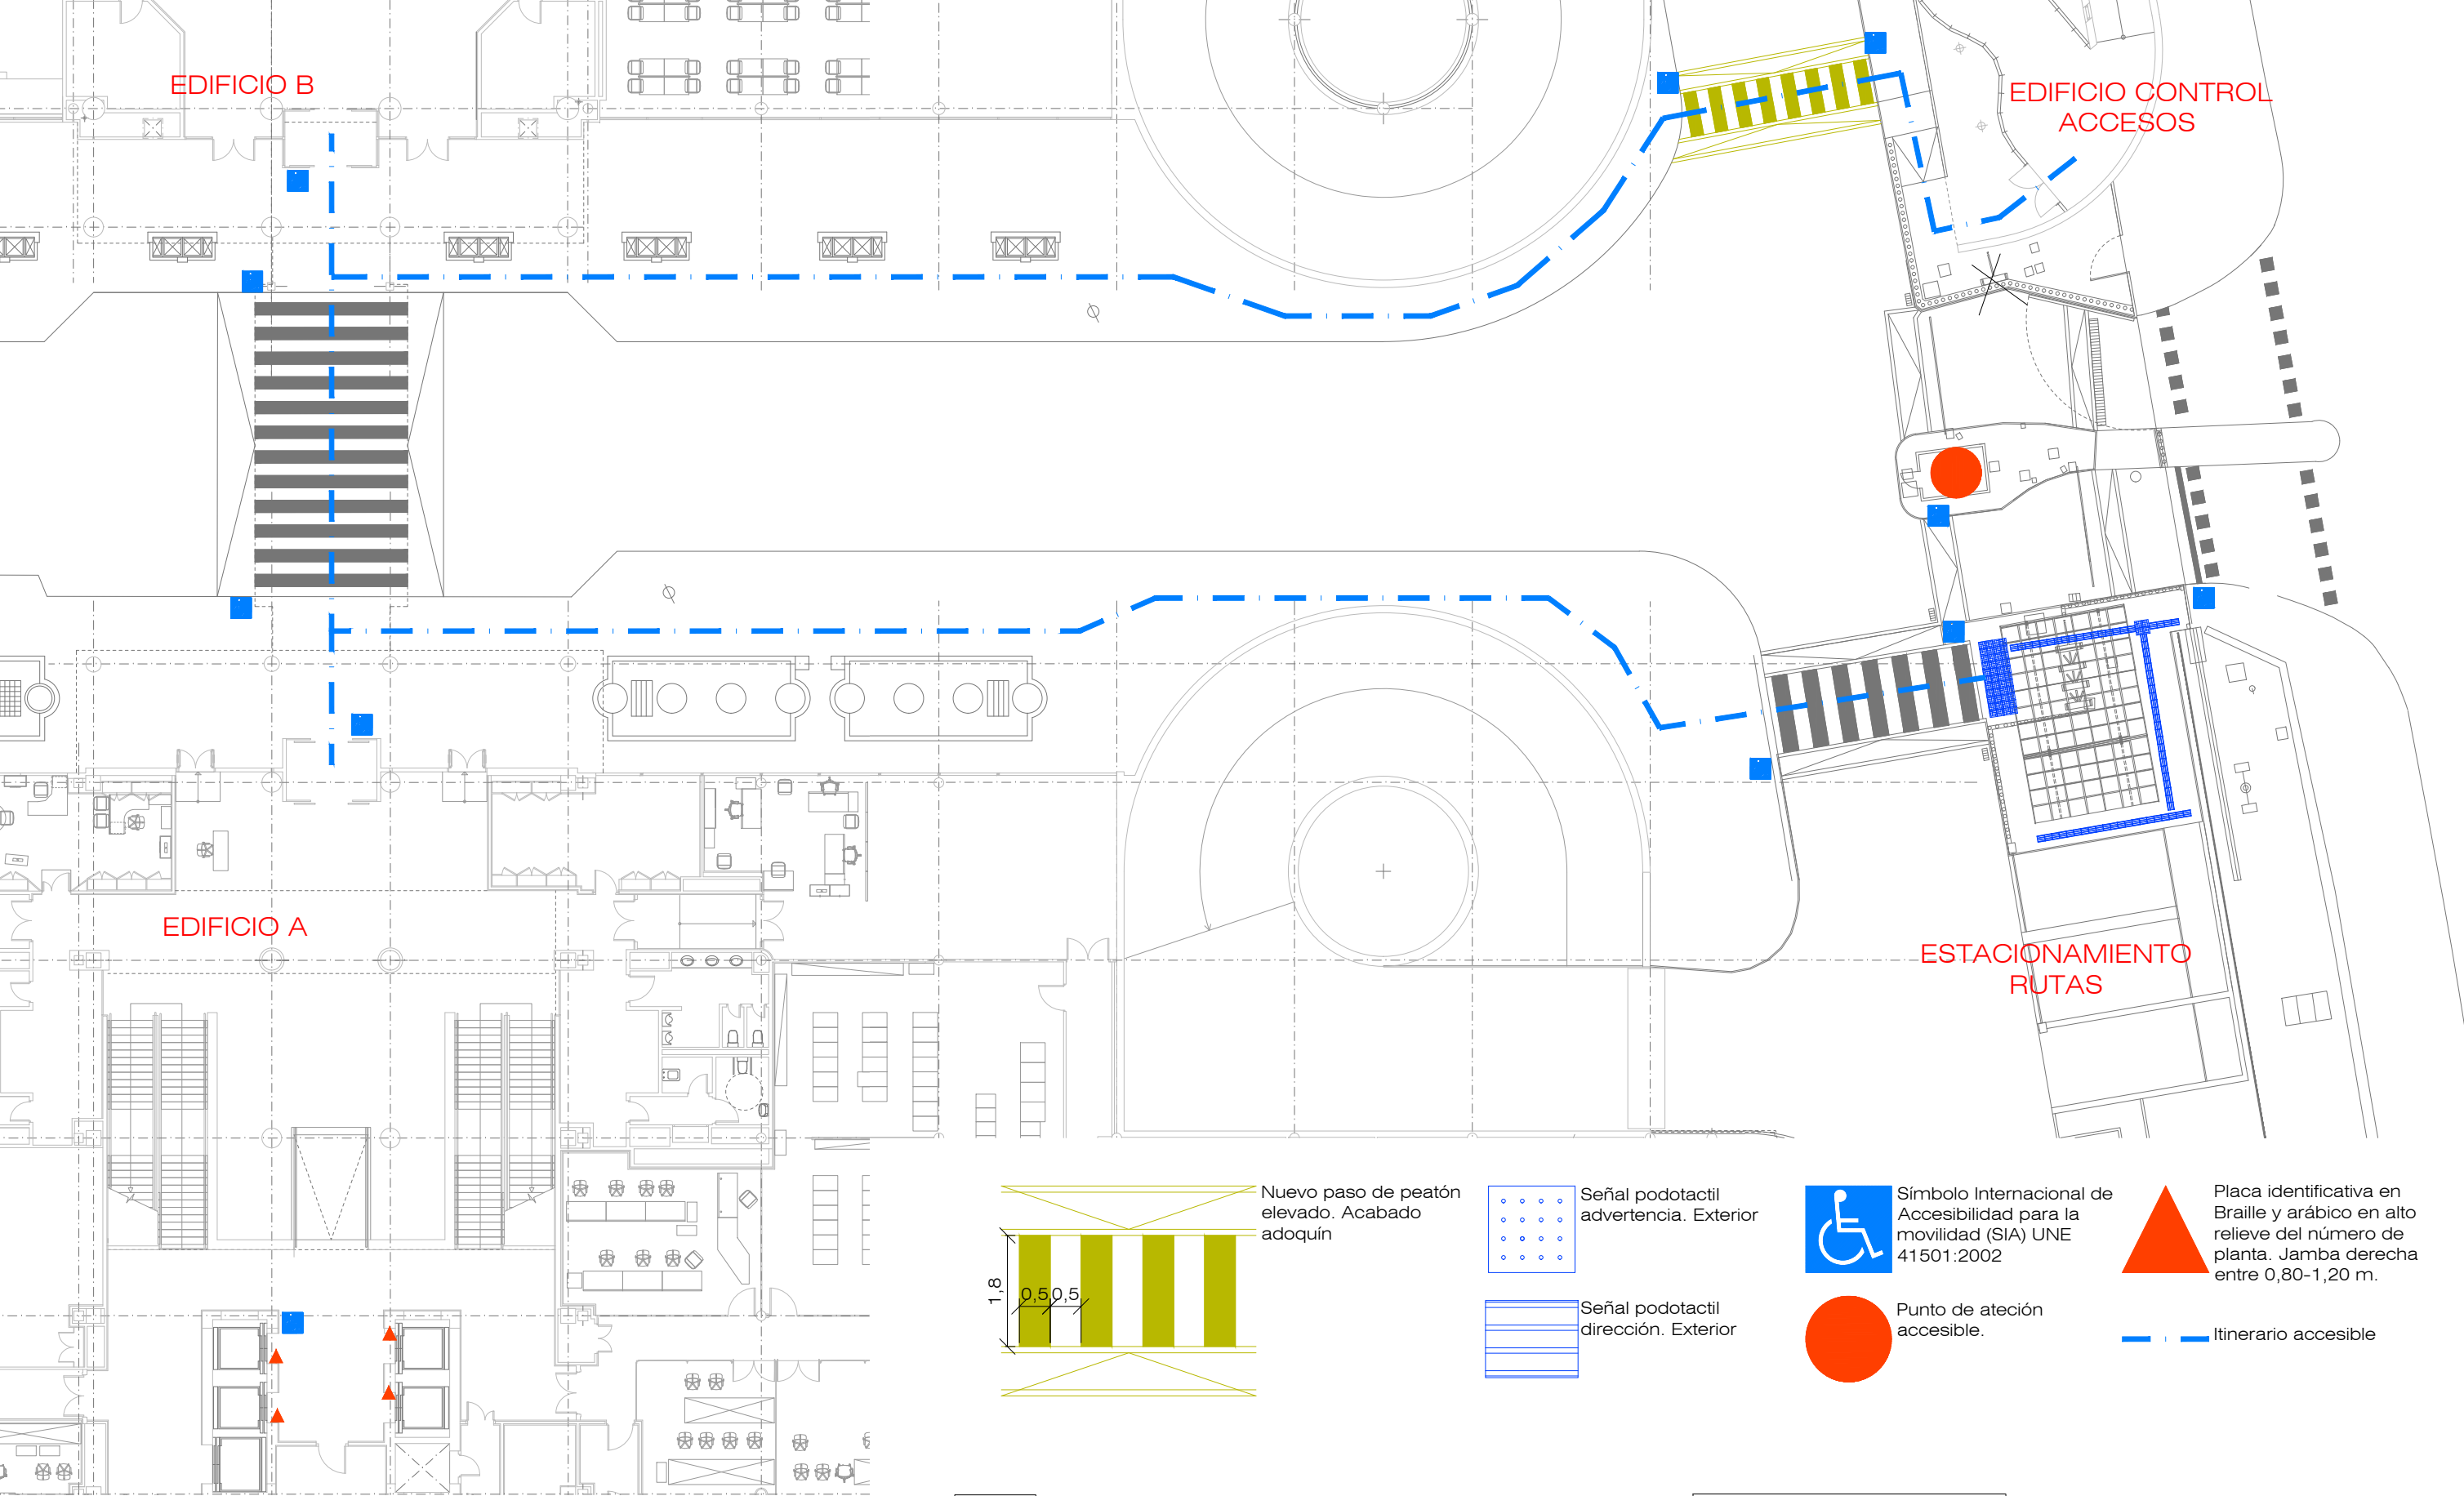 EDIFICIO B
EDIFICIO CONTROL
ACCESOS
EDIFICIO A
ESTACIONAMIENTO
RUTAS
Nuevo paso de peatón
elevado. Acabado
adoquín
1,8
0,5 0,5
Señal podotactil
advertencia. Exterior
Señal podotactil
dirección. Exterior
Símbolo Internacional de
Accesibilidad para la
movilidad (SIA) UNE
41501:2002
Punto de ateción
accesible.
Placa identificativa en
Braille y arábico en alto
relieve del número de
planta. Jamba derecha
entre 0,80-1,20 m.
Itinerario accesible